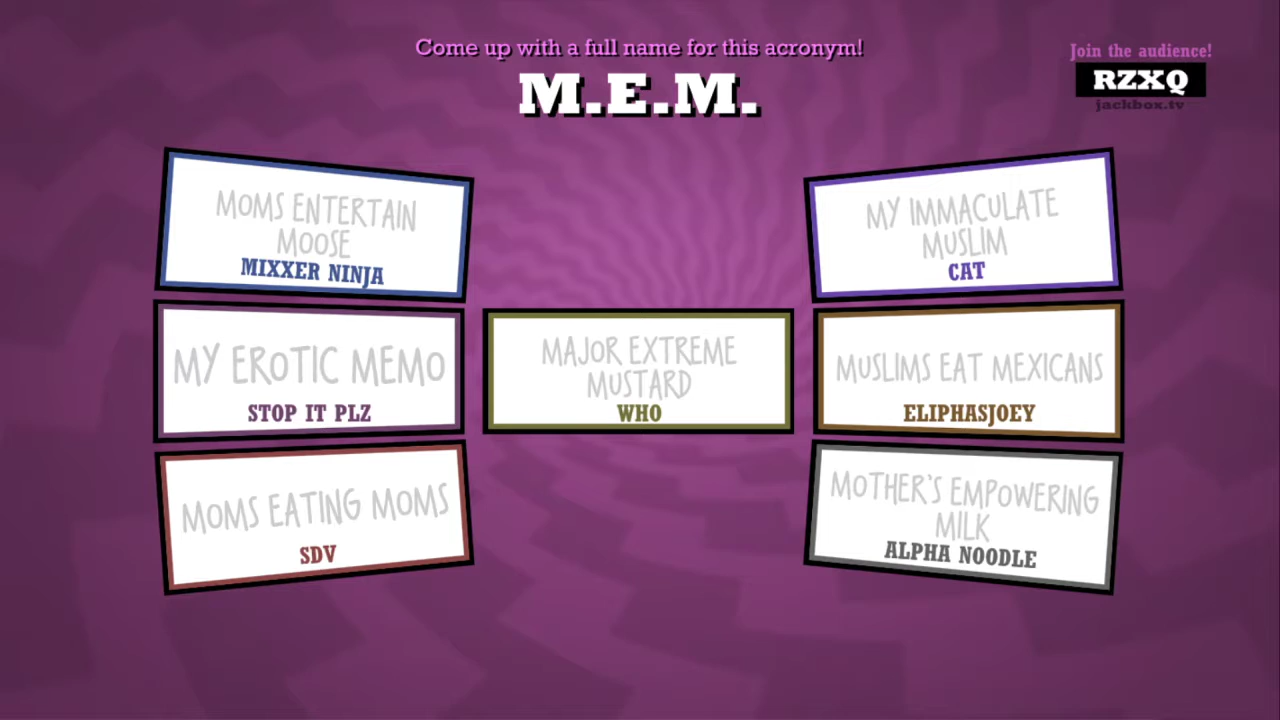 Come up with a full name for this acronym!
M.E.M.
Join the audience!
RZXQ
jackbox.tv
MOMS ENTERTAIN
MOOSE
MIXXER NINJA
MY EROTIC MEMO
STOP IT PLZ
MOMS EATING MOMS
SDV
MAJOR EXTREME
MUSTARD
WHO
MY IMMACULATE
MUSLIM
CAT
MUSLIMS EAT MEXICANS
ELIPHASJOEY
MOTHER'S EMPOWERING
MILK
ALPHA NOODLE